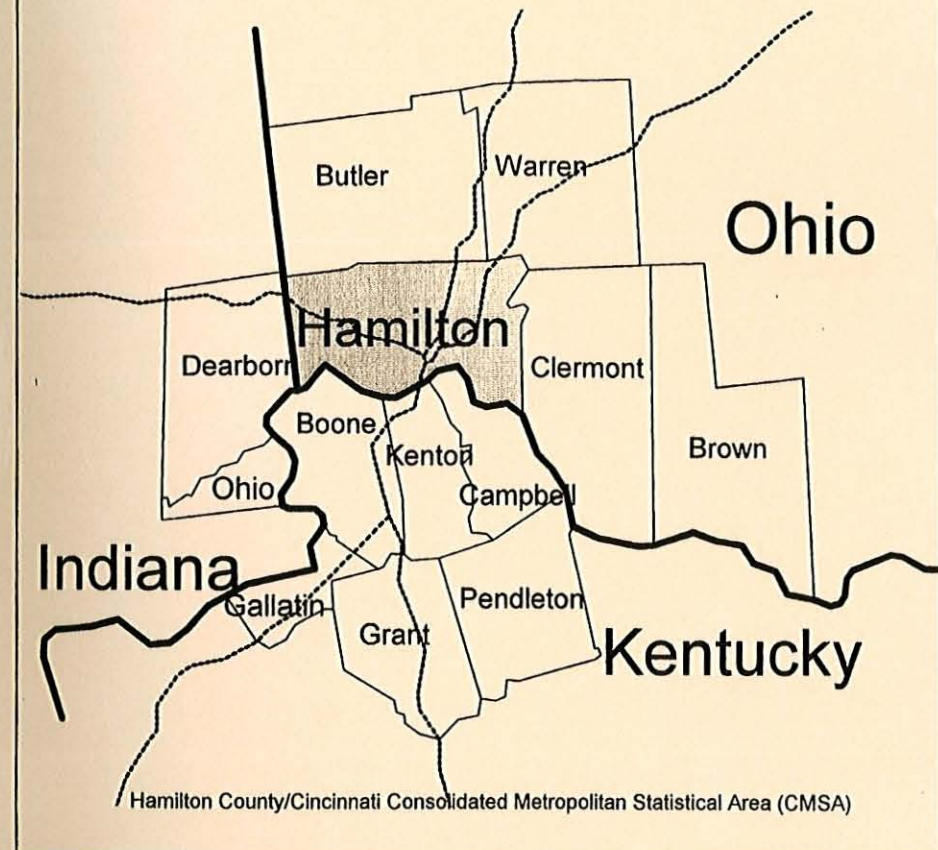 Butler
Warren
Ohio
Hamilton
Dearborn
Clermont
Boone
Kenton
Brown
Ohio
Campbell
Indiana
Gallatin
Pendleton
Grant
Kentucky
Hamilton County/Cincinnati Consolidated Metropolitan Statistical Area (CMSA)